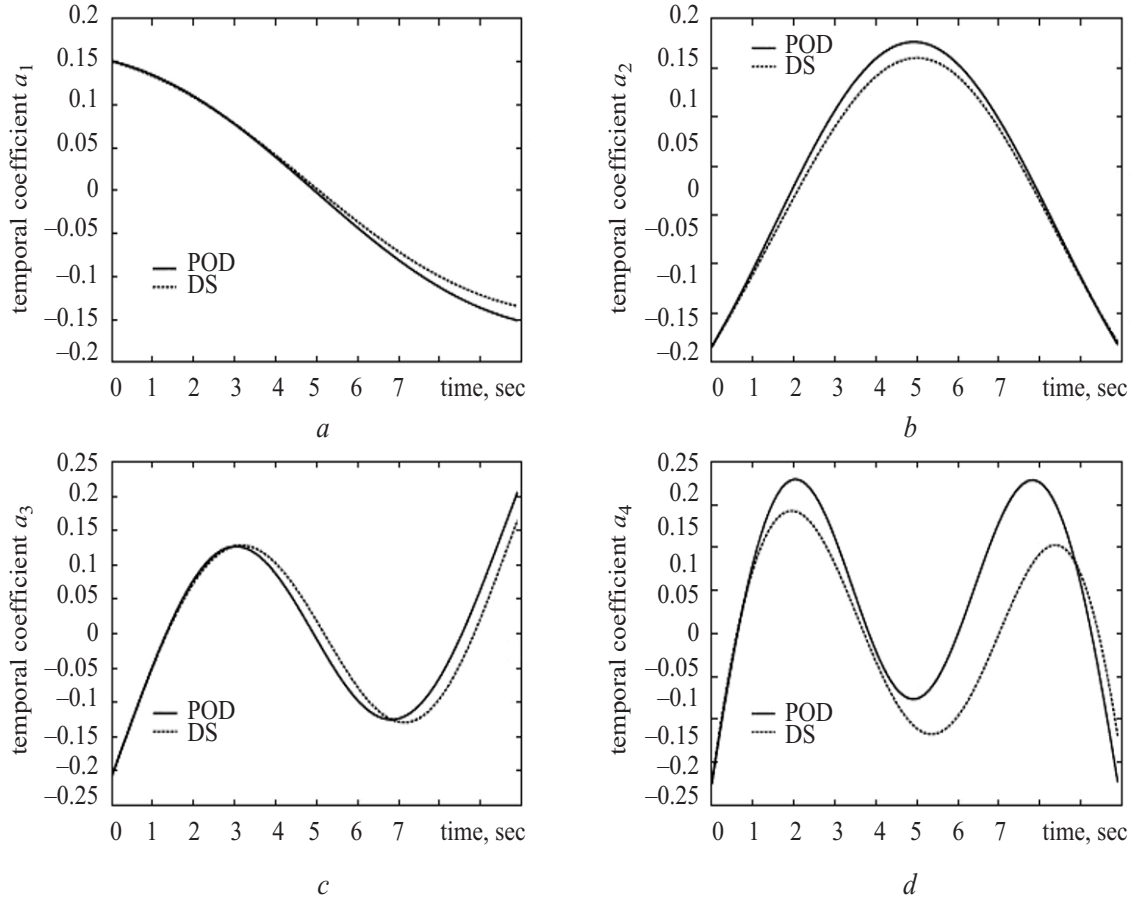 temporal coefficient a1
0.2
0.15
0.1
0.05
0
–0.05
–0.1
–0.15
–0.2
POD
DS
0 1 2 3 4 5 6 7 time, sec
a
temporal coefficient a2
0.2
0.15
0.1
0.05
0
–0.05
–0.1
–0.15
–0.2
POD
DS
0 1 2 3 4 5 6 7 time, sec
b
temporal coefficient a3
0.25
0.2
0.15
0.1
0.05
0
–0.05
–0.1
–0.15
–0.2
–0.25
POD
DS
0 1 2 3 4 5 6 7 time, sec
c
temporal coefficient a4
0.25
0.2
0.15
0.1
0.05
0
–0.05
–0.1
–0.15
–0.2
–0.25
POD
DS
0 1 2 3 4 5 6 7 time, sec
d